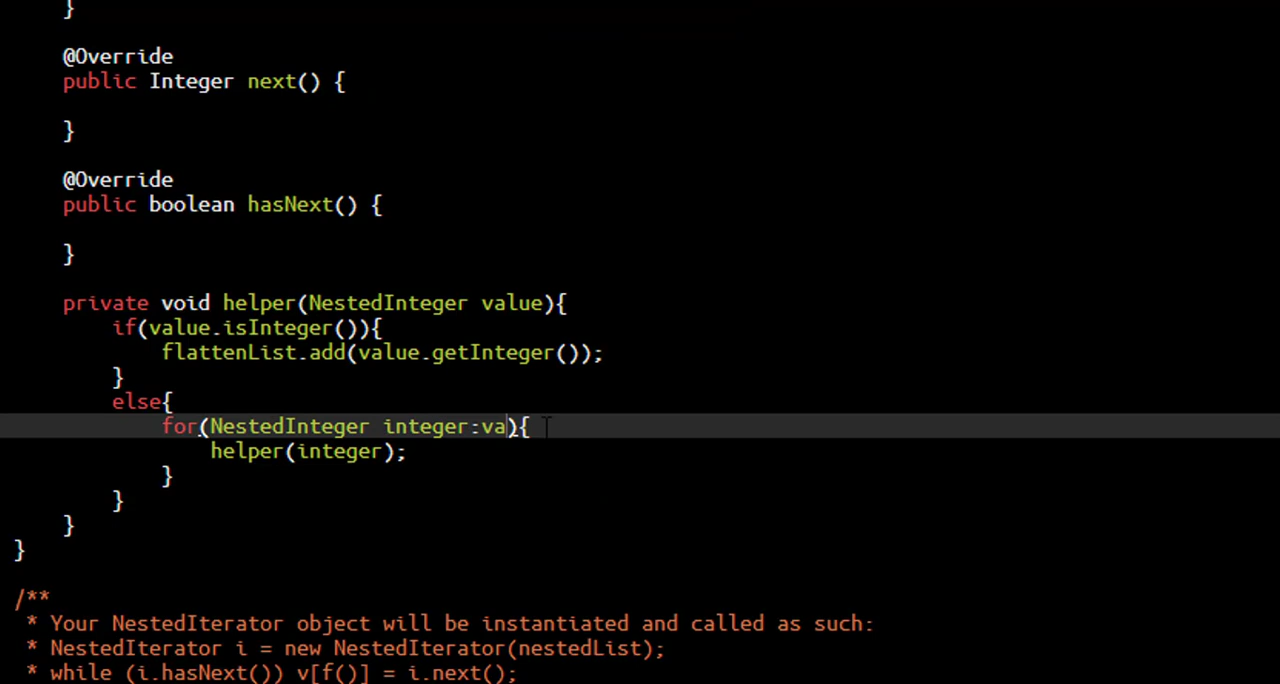 }
@Override
public Integer next() {
}
@Override
public boolean hasNext() {
}
private void helper(NestedInteger value){
if(value.isInteger()){
flattenList.add(value.getInteger());
}
else{
for(NestedInteger integer:va){
helper(integer);
}
}
}
}
/**
* Your NestedIterator object will be instantiated and called as such:
* NestedIterator i = new NestedIterator(nestedList);
* while (i.hasNext()) v[f()] = i.next();